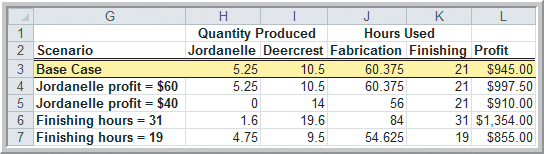 G H I J K L
1 Quantity Produced Hours Used
2 Scenario Jordanelle Deercrest Fabrication Finishing Profit
3 Base Case 5.25 10.5 60.375 21 $945.00
4 Jordanelle profit = $60 5.25 10.5 60.375 21 $997.50
5 Jordanelle profit = $40 0 14 56 21 $910.00
6 Finishing hours = 31 1.6 19.6 84 31 $1,354.00
7 Finishing hours = 19 4.75 9.5 54.625 19 $855.00